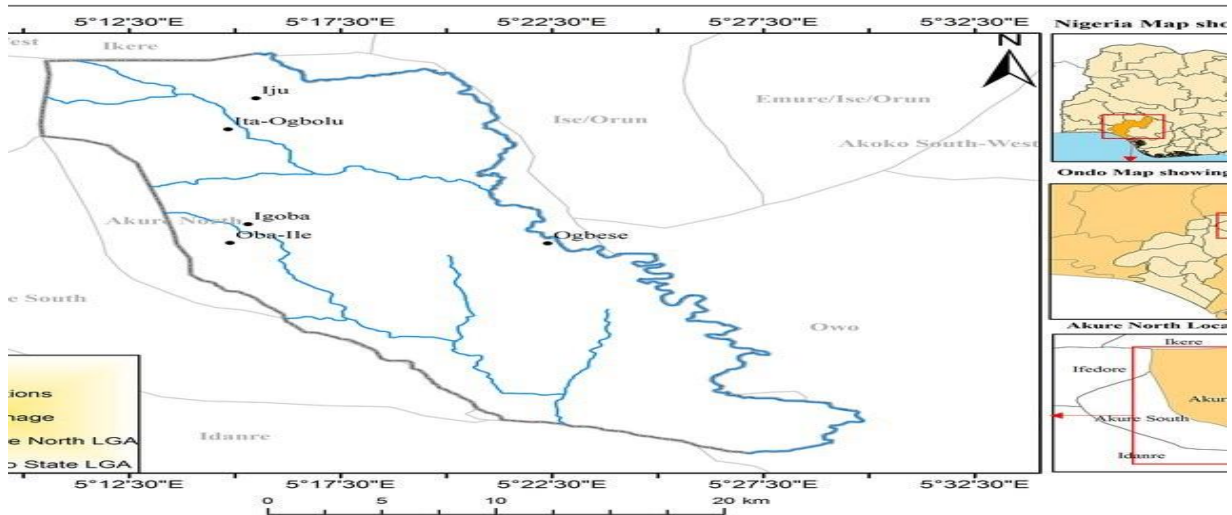 5°12'30"E 5°17'30"E 5°22'30"E 5°27'30"E 5°32'30"E
Nigeria Map sho
est
Ikere
N
Iju
Emure/Ise/Orun
Ise/Orun
Ita-Ogbolu
Akoko South-West
Ondo Map showing
Akure North
Igoba
Oba-Ile
Ogbese
e South
Owo
Akure North Loca
Ikere
Ifedore
Akur
Akure South
Idanre
tions
nage
e North LGA
o State LGA
Idanre
5°12'30"E 5°17'30"E 5°22'30"E 5°27'30"E 5°32'30"E
0 5 10 20 km